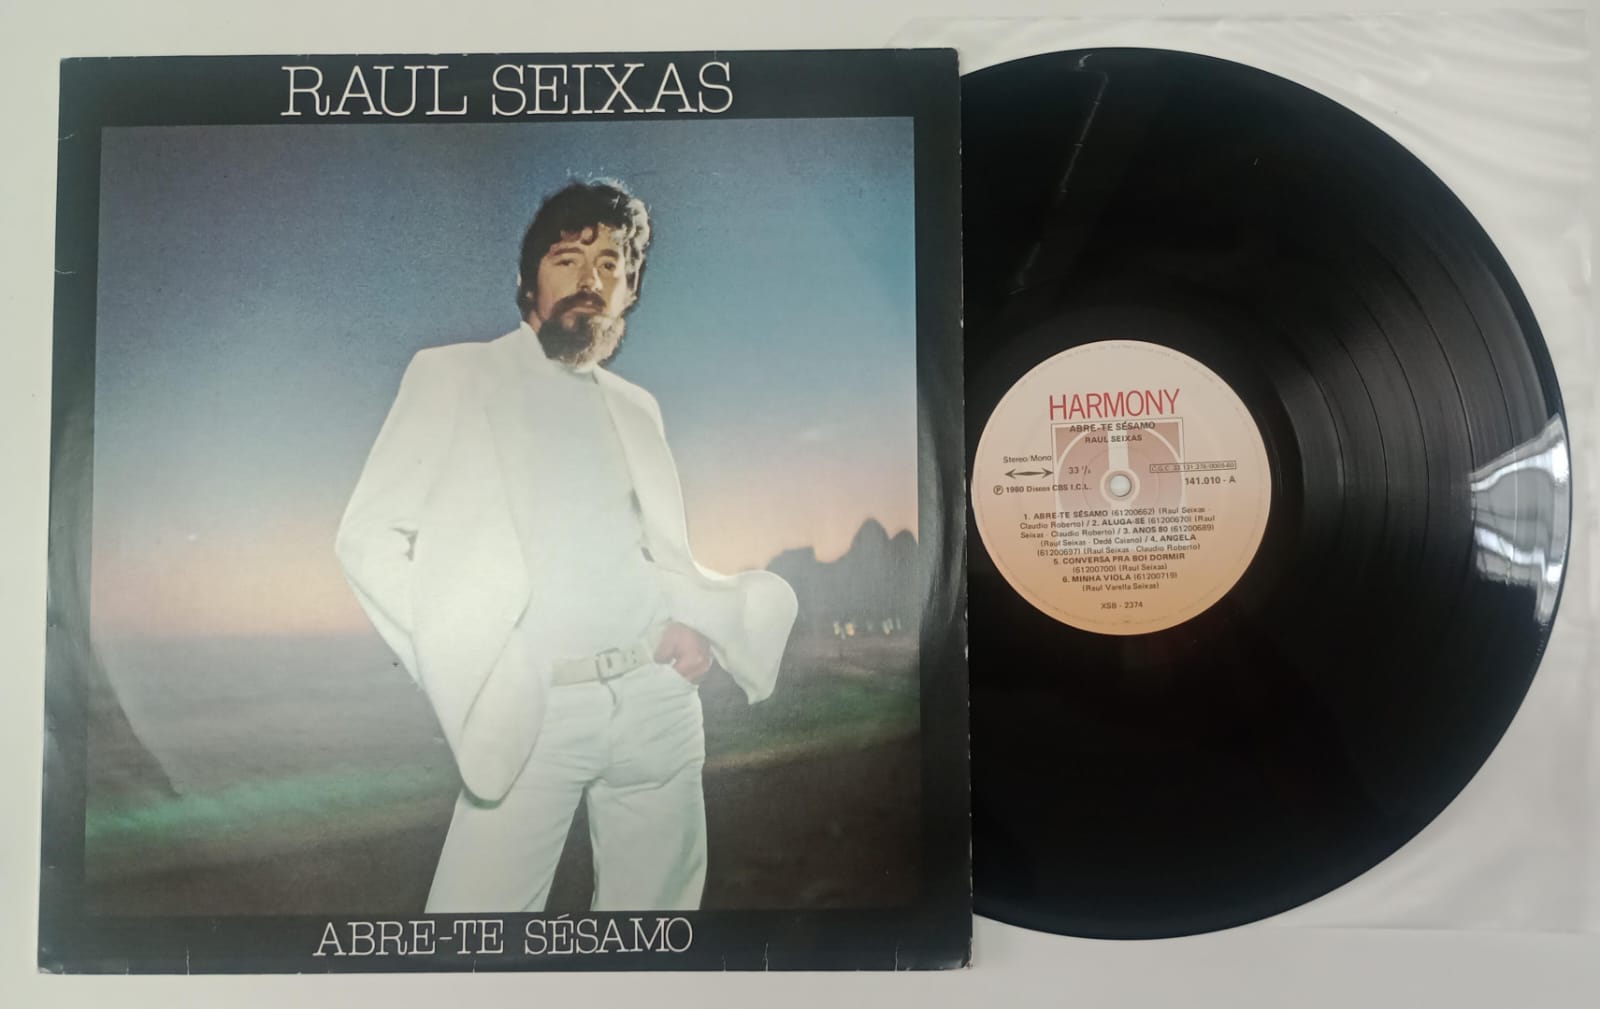 RAUL SEIXAS
ABRE-TE SÉSAMO
HARMONY
ABRE-TE SÉSAMO
RAUL SEIXAS
Stereo/Mono
33 1/3
℗ 1980 Discos CBS I.C.L.
141.010 - A
1. ABRE-TE SÉSAMO (61200662) (Raul Seixas -
Claudio Roberto) / 2. ALUGA-SE (61200670) (Raul
Seixas - Claudio Roberto) / 3. ANOS 80 (61200689)
(Raul Seixas - Dedé Caiano) / 4. ANGELA
(61200697) (Raul Seixas - Claudio Roberto)
5. CONVERSA PRA BOI DORMIR
(61200700) (Raul Seixas)
6. MINHA VIOLA (61200719)
(Raul Varella Seixas)
XSB - 2374